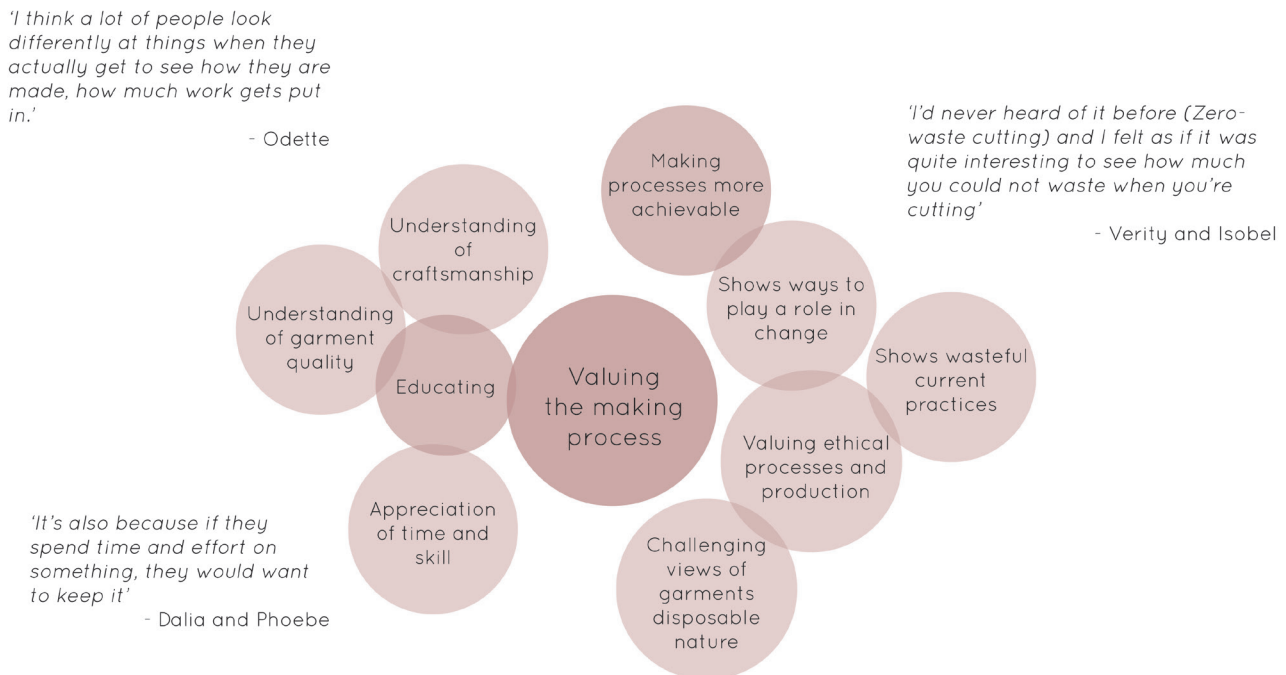 ‘I think a lot of people look
differently at things when they
actually get to see how they are
made, how much work gets put
in.’
- Odette
‘I’d never heard of it before (Zero-
waste cutting) and I felt as if it was
quite interesting to see how much
you could not waste when you’re
cutting’
- Verity and Isobel
Making
processes more
achievable
Understanding
of
craftsmanship
Shows ways to
play a role in
change
Understanding
of garment
quality
Educating
Valuing
the making
process
Shows wasteful
current
practices
Valuing ethical
processes and
production
Appreciation
of time and
skill
Challenging
views of
garments
disposable
nature
‘It’s also because if they
spend time and effort on
something, they would want
to keep it’
- Dalia and Phoebe